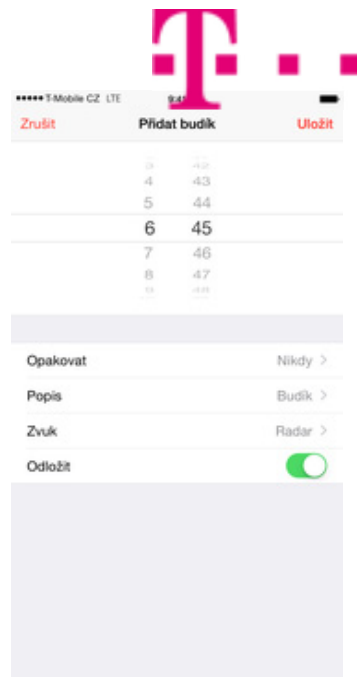 T
T-Mobile CZ LTE
Zrušit Přidat budík Uložit
4 43
5 44
6 45
7 46
8 47
Opakovat Nikdy >
Popis Budík >
Zvuk Radar >
Odložit